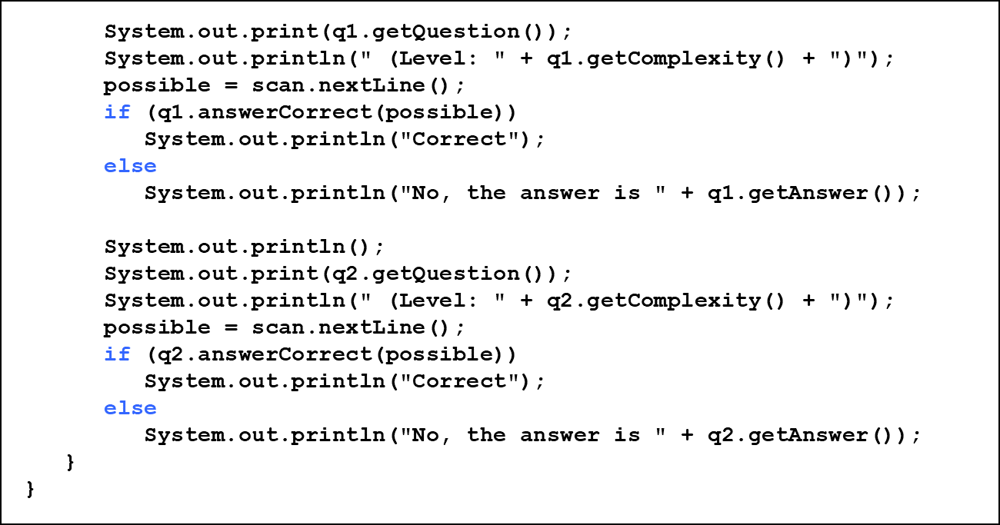 System.out.print(q1.getQuestion());
System.out.println(" (Level: " + q1.getComplexity() + ")");
possible = scan.nextLine();
if (q1.answerCorrect(possible))
System.out.println("Correct");
else
System.out.println("No, the answer is " + q1.getAnswer());
System.out.println();
System.out.print(q2.getQuestion());
System.out.println(" (Level: " + q2.getComplexity() + ")");
possible = scan.nextLine();
if (q2.answerCorrect(possible))
System.out.println("Correct");
else
System.out.println("No, the answer is " + q2.getAnswer());
}
}